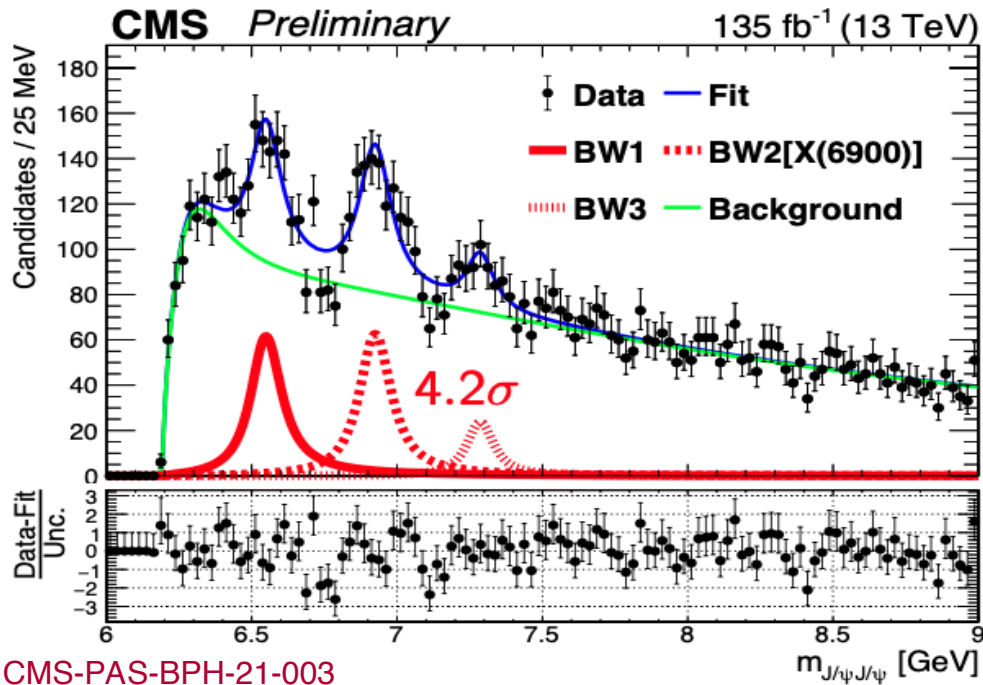 CMS Preliminary 135 fb⁻¹ (13 TeV)
Candidates / 25 MeV
180
160
140
120
100
80
60
40
20
0
Data Fit
BW1 BW2[X(6900)]
BW3 Background
4.2σ
Data-Fit
Unc.
3
2
1
0
−1
−2
−3
6 6.5 7 7.5 8 8.5 9
m_J/ψJ/ψ [GeV]
CMS-PAS-BPH-21-003